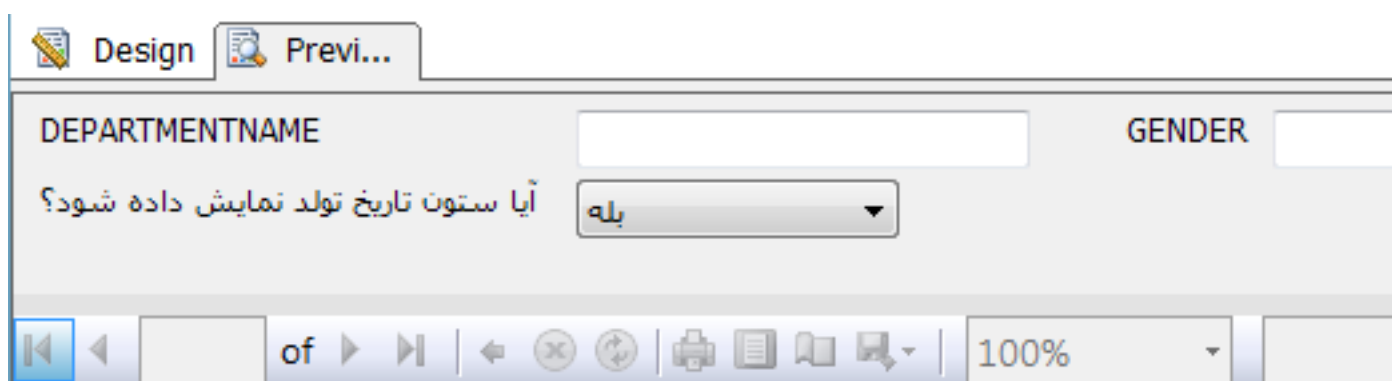 Design Previ...
DEPARTMENTNAME GENDER
آیا ستون تاریخ تولد نمایش داده شود؟ بله
of 100%